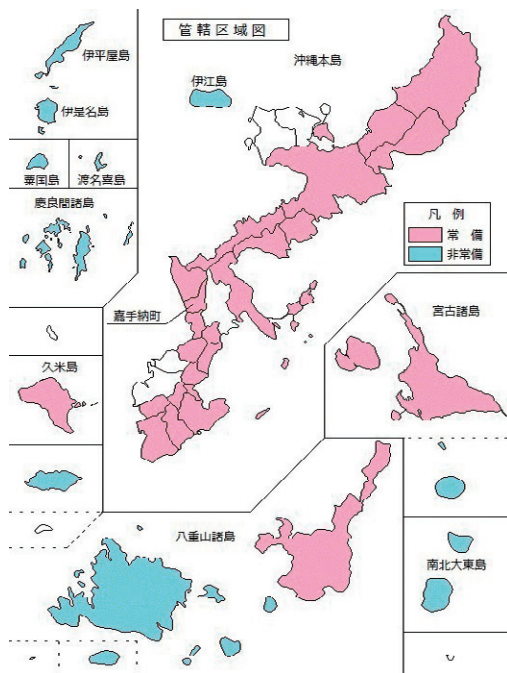 管轄区域図
沖縄本島
伊平屋島
伊江島
伊是名島
粟国島
渡名喜島
慶良間諸島
凡 例
常 備
非常備
嘉手納町
宮古諸島
久米島
八重山諸島
南北大東島